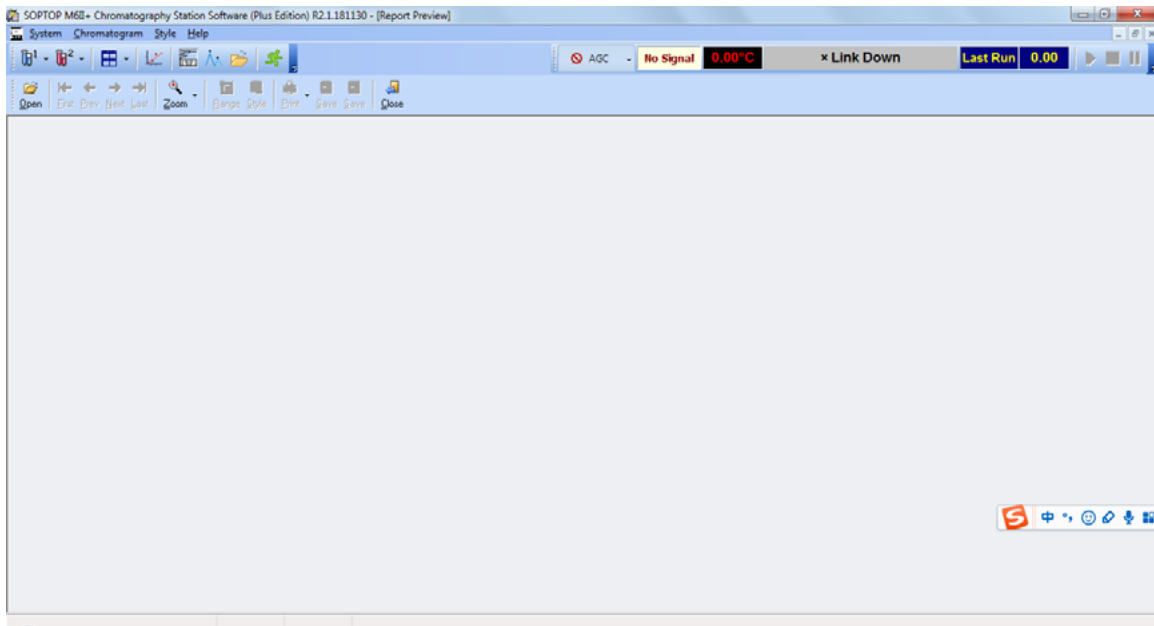 SOPTOP M6II+ Chromatography Station Software (Plus Edition) R2.1.181130 - [Report Preview]
System Chromatogram Style Help
1 2 AGC No Signal 0.00°C × Link Down Last Run 0.00
Open First Prev Next Last Zoom Range Style Print Save Save Close
中